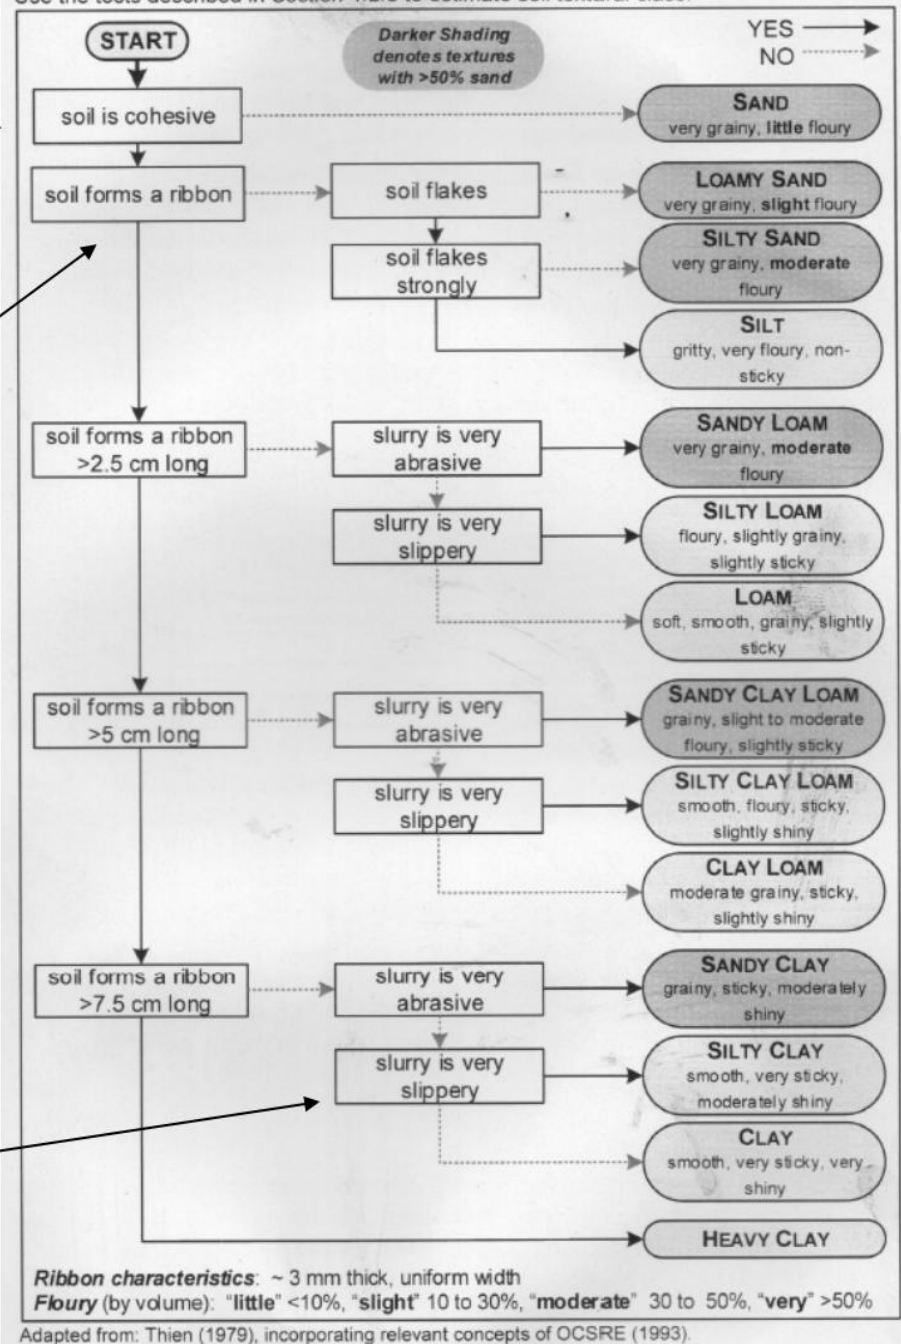 START
Darker Shading
denotes textures
with >50% sand
YES
NO
soil is cohesive
SAND
very grainy, little floury
soil forms a ribbon
soil flakes
LOAMY SAND
very grainy, slight floury
soil flakes
strongly
SILTY SAND
very grainy, moderate
floury
SILT
gritty, very floury, non-
sticky
soil forms a ribbon
>2.5 cm long
slurry is very
abrasive
SANDY LOAM
very grainy, moderate
floury
slurry is very
slippery
SILTY LOAM
floury, slightly grainy,
slightly sticky
LOAM
soft, smooth, grainy, slightly
sticky
soil forms a ribbon
>5 cm long
slurry is very
abrasive
SANDY CLAY LOAM
grainy, slight to moderate
floury, slightly sticky
slurry is very
slippery
SILTY CLAY LOAM
smooth, floury, sticky,
slightly shiny
CLAY LOAM
moderate grainy, sticky,
slightly shiny
soil forms a ribbon
>7.5 cm long
slurry is very
abrasive
SANDY CLAY
grainy, sticky, moderately
shiny
slurry is very
slippery
SILTY CLAY
smooth, very sticky,
moderately shiny
CLAY
smooth, very sticky, very
shiny
HEAVY CLAY
Ribbon characteristics: ~ 3 mm thick, uniform width
Floury (by volume): "little" <10%, "slight" 10 to 30%, "moderate" 30 to 50%, "very" >50%
Adapted from: Thien (1979), incorporating relevant concepts of OCSRE (1993).